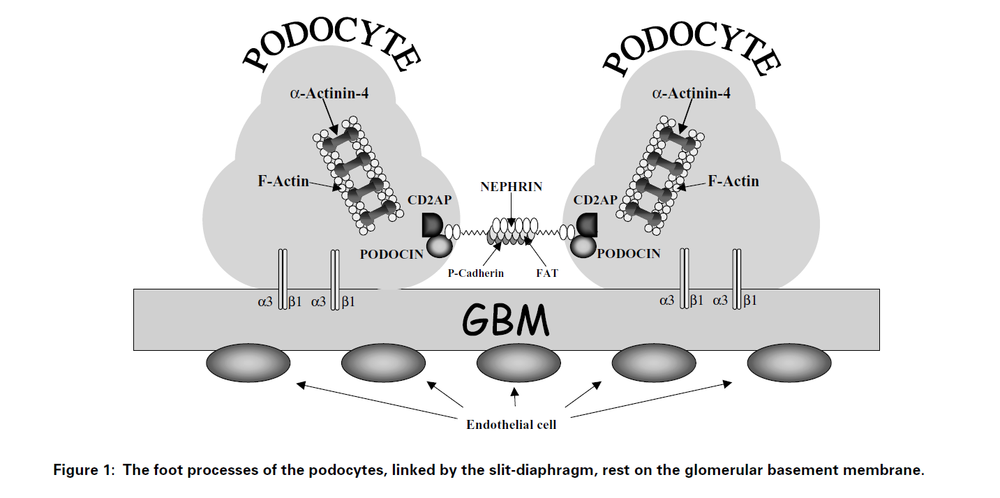 PODOCYTE
PODOCYTE
α-Actinin-4
α-Actinin-4
F-Actin
NEPHRIN
F-Actin
CD2AP
CD2AP
PODOCIN
PODOCIN
P-Cadherin
FAT
α3 β1 α3 β1
α3 β1 α3 β1
GBM
Endothelial cell
Figure 1: The foot processes of the podocytes, linked by the slit-diaphragm, rest on the glomerular basement membrane.